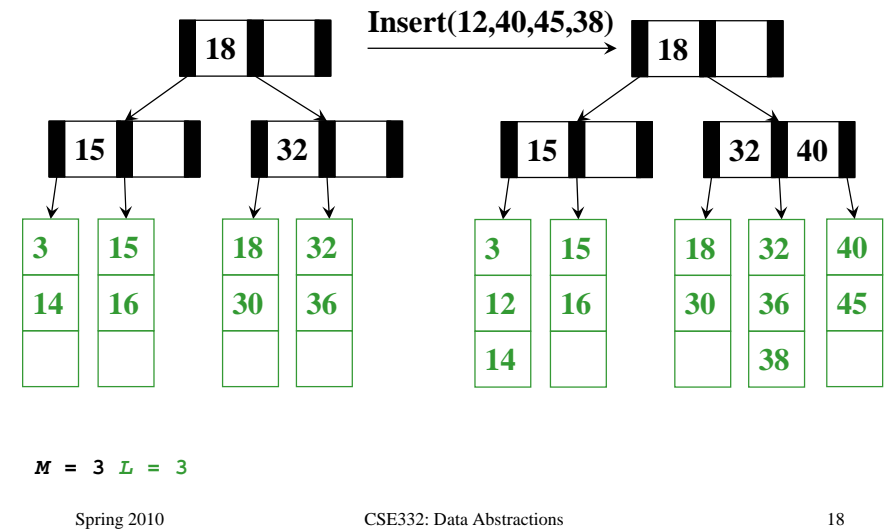 Insert(12,40,45,38)
18 18
15 32 15 32 40
3 15 18 32 3 15 18 32 40
14 16 30 36 12 16 30 36 45
14 38
M = 3 L = 3
Spring 2010 CSE332: Data Abstractions 18